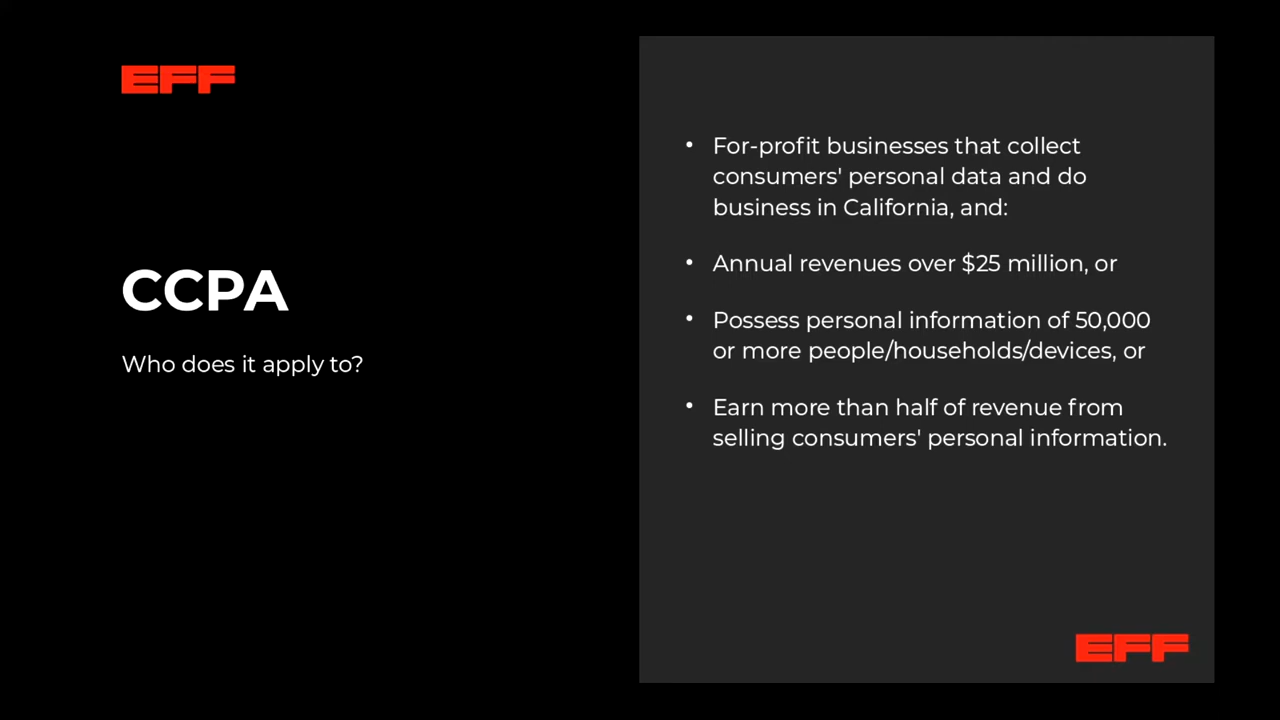 EFF
CCPA
Who does it apply to?
• For-profit businesses that collect
consumers' personal data and do
business in California, and:
• Annual revenues over $25 million, or
• Possess personal information of 50,000
or more people/households/devices, or
• Earn more than half of revenue from
selling consumers' personal information.
EFF